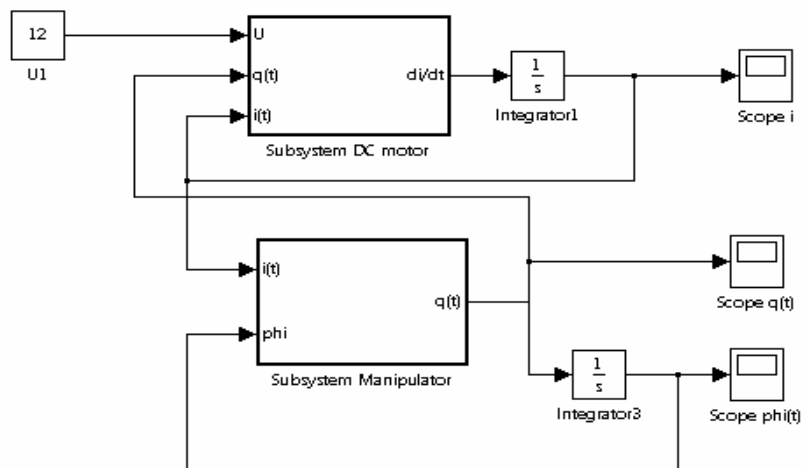 12
U1
U
q(t)
i(t)
di/dt
Subsystem DC motor
1
s
Integrator1
Scope i
i(t)
phi
q(t)
Subsystem Manipulator
Scope q(t)
1
s
Integrator3
Scope phi(t)